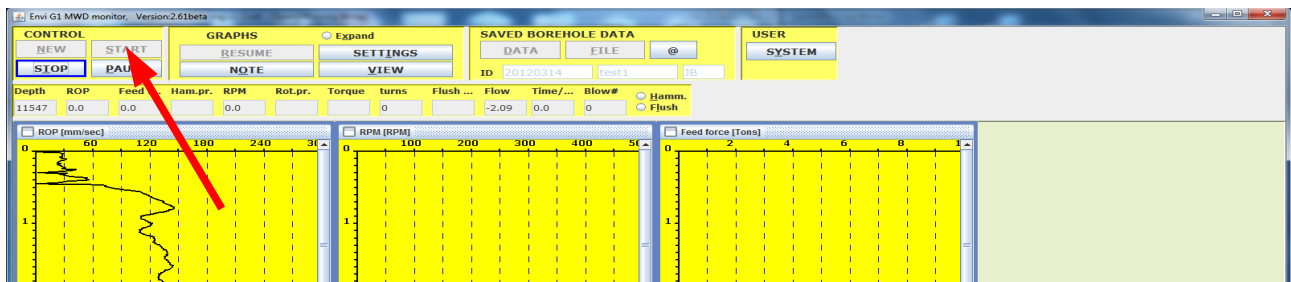 Envi G1 MWD monitor, Version:2.61beta
CONTROL
NEW START
STOP PAU
GRAPHS
Expand
RESUME SETTINGS
NOTE VIEW
SAVED BOREHOLE DATA
DATA FILE @
ID 20120314 test1 JB
USER
SYSTEM
Depth ROP Feed ... Ham.pr. RPM Rot.pr. Torque turns Flush ... Flow Time/... Blow# Hamm.
11547 0.0 0.0 0.0 0 -2.09 0.0 0 Flush
ROP [mm/sec]
0 60 120 180 240 30
1
RPM [RPM]
0 100 200 300 400 50
1
Feed force [Tons]
0 2 4 6 8 1
1